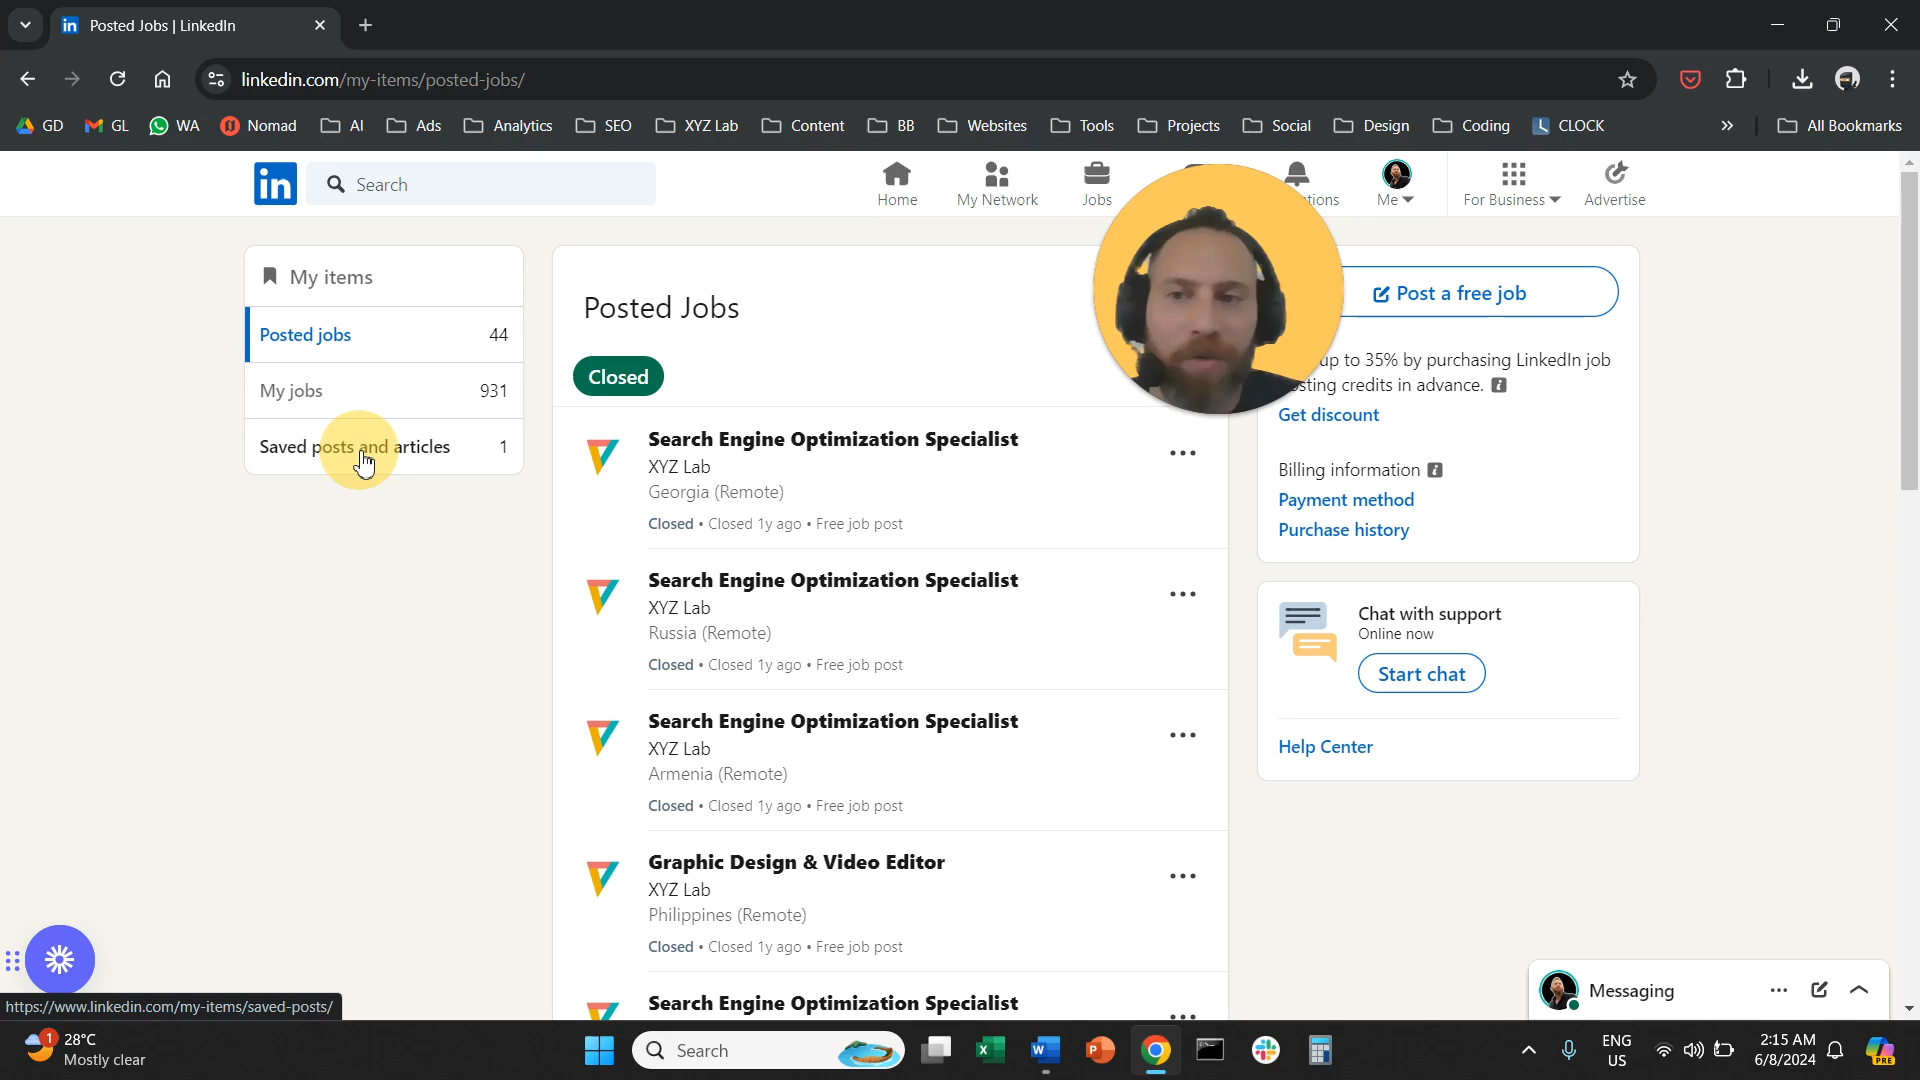 in Posted Jobs | LinkedIn
linkedin.com/my-items/posted-jobs/
GD GL WA Nomad AI Ads Analytics SEO XYZ Lab Content BB Websites Tools Projects Social Design Coding CLOCK » All Bookmarks
in Search
Home My Network Jobs tions Me For Business Advertise
My items
Posted jobs 44
My jobs 931
Saved posts and articles 1
Posted Jobs
Closed
Search Engine Optimization Specialist
XYZ Lab
Georgia (Remote)
Closed • Closed 1y ago • Free job post
Search Engine Optimization Specialist
XYZ Lab
Russia (Remote)
Closed • Closed 1y ago • Free job post
Search Engine Optimization Specialist
XYZ Lab
Armenia (Remote)
Closed • Closed 1y ago • Free job post
Graphic Design & Video Editor
XYZ Lab
Philippines (Remote)
Closed • Closed 1y ago • Free job post
Search Engine Optimization Specialist
Post a free job
up to 35% by purchasing LinkedIn job
sting credits in advance.
Get discount
Billing information
Payment method
Purchase history
Chat with support
Online now
Start chat
Help Center
Messaging
https://www.linkedin.com/my-items/saved-posts/
1 28°C
Mostly clear
Search
ENG
US
2:15 AM
6/8/2024
PRE